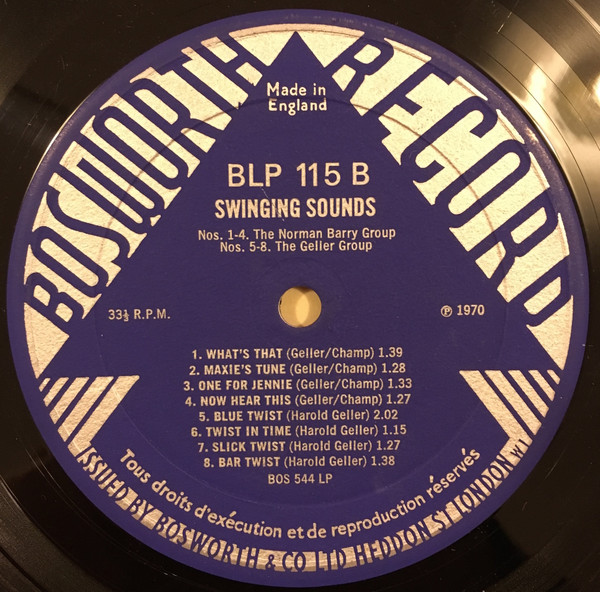 BOSWORTH RECORD
Made in
England
BLP 115 B
SWINGING SOUNDS
Nos. 1-4. The Norman Barry Group
Nos. 5-8. The Geller Group
33⅓ R.P.M.
℗ 1970
1. WHAT'S THAT (Geller/Champ) 1.39
2. MAXIE'S TUNE (Geller/Champ) 1.28
3. ONE FOR JENNIE (Geller/Champ) 1.33
4. NOW HEAR THIS (Geller/Champ) 1.27
5. BLUE TWIST (Harold Geller) 2.02
6. TWIST IN TIME (Harold Geller) 1.15
7. SLICK TWIST (Harold Geller) 1.27
8. BAR TWIST (Harold Geller) 1.38
BOS 544 LP
Tous droits d'exécution et de reproduction réservés
ISSUED BY BOSWORTH & CO. LTD HEDDON ST LONDON W1